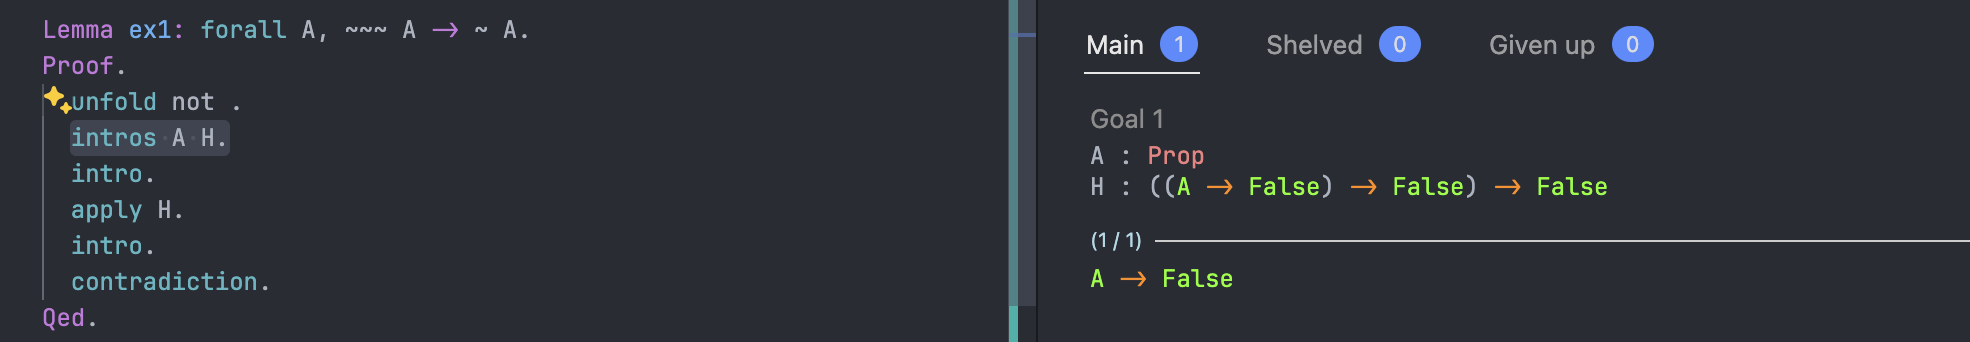 Lemma ex1: forall A, ~~~ A → ~ A.
Proof.
unfold not .
intros A H.
intro.
apply H.
intro.
contradiction.
Qed.
Main 1 Shelved 0 Given up 0
Goal 1
A : Prop
H : ((A → False) → False) → False
(1 / 1)
A → False